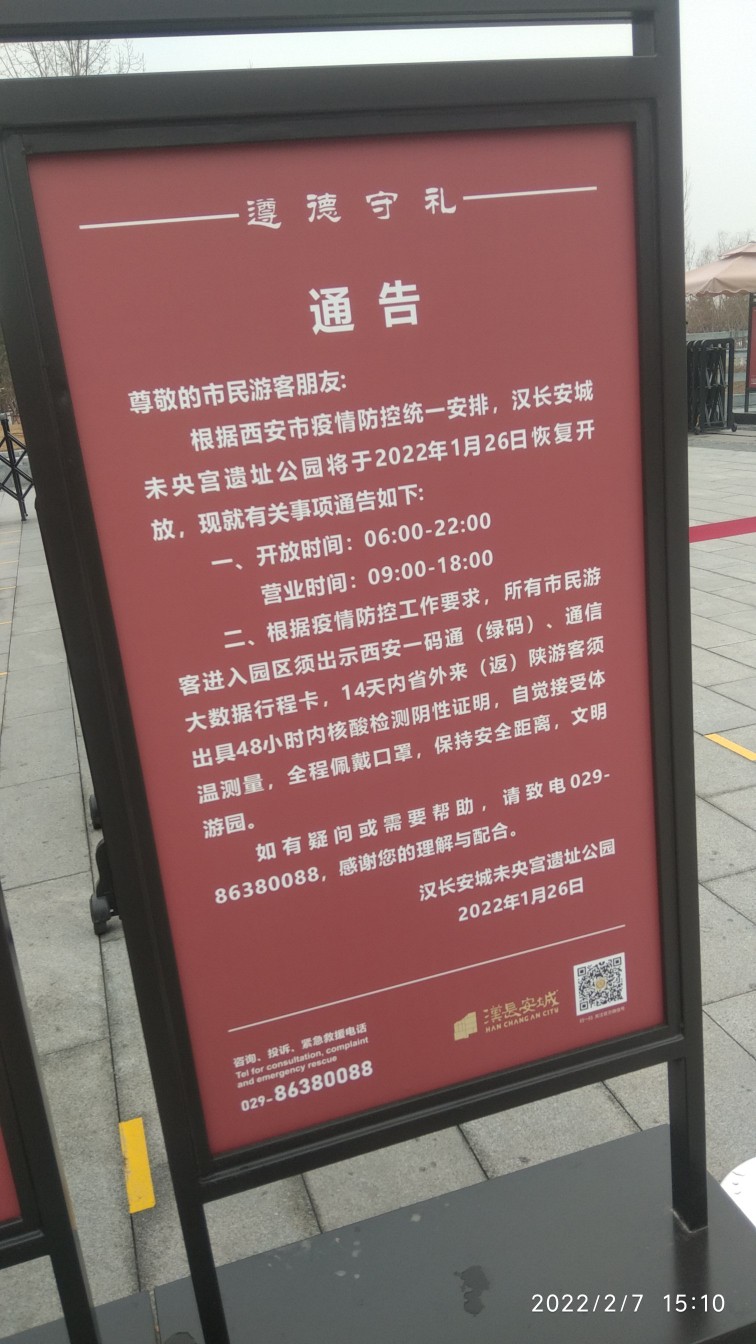 遵德守礼
通告
尊敬的市民游客朋友:
根据西安市疫情防控统一安排，汉长安城
未央宫遗址公园将于2022年1月26日恢复开
放，现就有关事项通告如下:
一、开放时间：06:00-22:00
营业时间：09:00-18:00
二、根据疫情防控工作要求，所有市民游
客进入园区须出示西安一码通（绿码）、通信
大数据行程卡，14天内省外来（返）陕游客须
出具48小时内核酸检测阴性证明，自觉接受体
温测量，全程佩戴口罩，保持安全距离，文明
游园。
如有疑问或需要帮助，请致电029-
86380088，感谢您的理解与配合。
汉长安城未央宫遗址公园
2022年1月26日
咨询、投诉、紧急救援电话
Tel for consultation, complaint
and emergency rescue
029-86380088
漢長安城
HAN CHANG AN CITY
2022/2/7 15:10